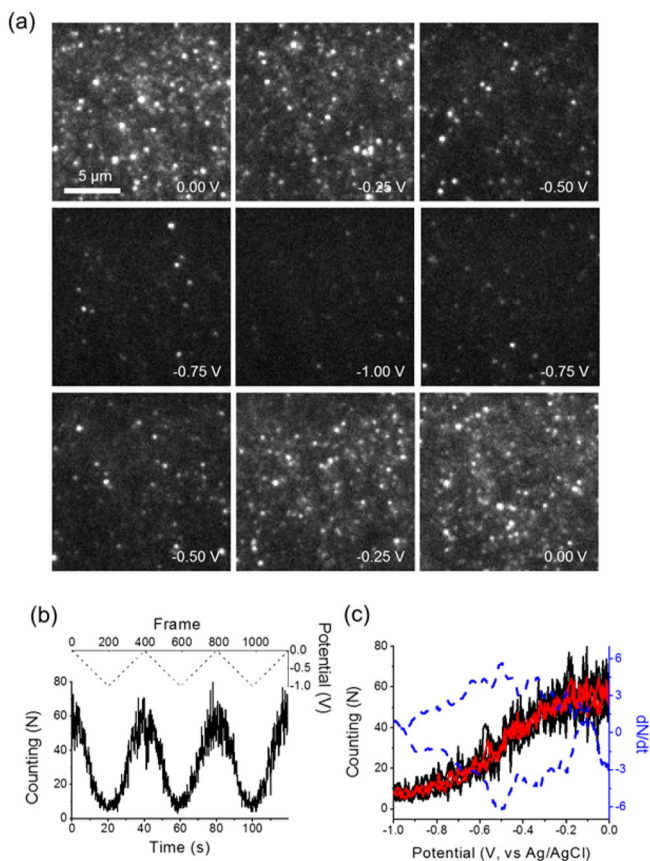 (a)
5 µm
0.00 V
-0.25 V
-0.50 V
-0.75 V
-1.00 V
-0.75 V
-0.50 V
-0.25 V
0.00 V
(b)
Frame
0 200 400 600 800 1000
Potential (V)
0.0
-0.5
-1.0
Counting (N)
80
60
40
20
0
0 20 40 60 80 100
Time (s)
(c)
Counting (N)
80
60
40
20
0
6
3
0
-3
-6
dN/dt
-1.0 -0.8 -0.6 -0.4 -0.2 0.0
Potential (V, vs Ag/AgCl)